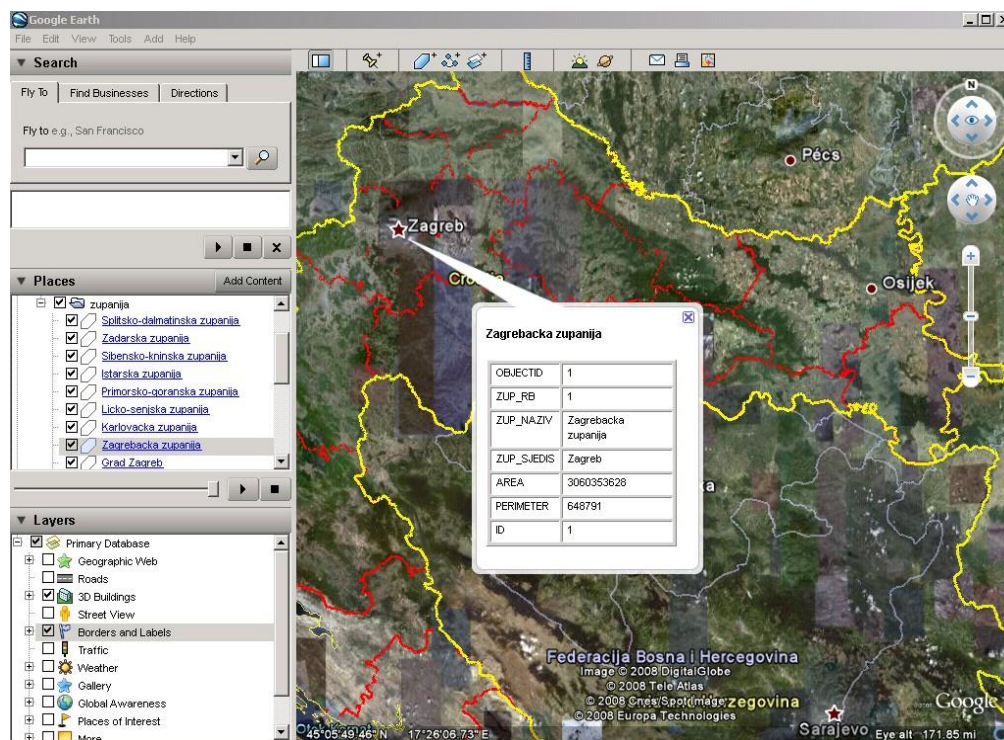 Google Earth
File Edit View Tools Add Help
Search
Fly To Find Businesses Directions
Fly to e.g., San Francisco
Places Add Content
zupanija
Splitsko-dalmatinska zupanija
Zadarska zupanija
Sibensko-kninska zupanija
Istarska zupanija
Primorsko-goranska zupanija
Licko-senjska zupanija
Karlovacka zupanija
Zagrebacka zupanija
Grad Zagreb
Layers
Primary Database
Geographic Web
Roads
3D Buildings
Street View
Borders and Labels
Traffic
Weather
Gallery
Global Awareness
Places of Interest
More
N
Pécs
Zagreb
Osijek
Zagrebacka zupanija
OBJECTID 1
ZUP_RB 1
ZUP_NAZIV Zagrebacka
zupanija
ZUP_SJEDIS Zagreb
AREA 3060353628
PERIMETER 648791
ID 1
Federacija Bosna i Hercegovina
Image © 2008 DigitalGlobe
© 2008 Tele Atlas
© 2008 Cnes/Spot Image
© 2008 Europa Technologies
Google
Sarajevo
45°05'49.46" N 17°26'06.73" E Eye alt 171.85 mi